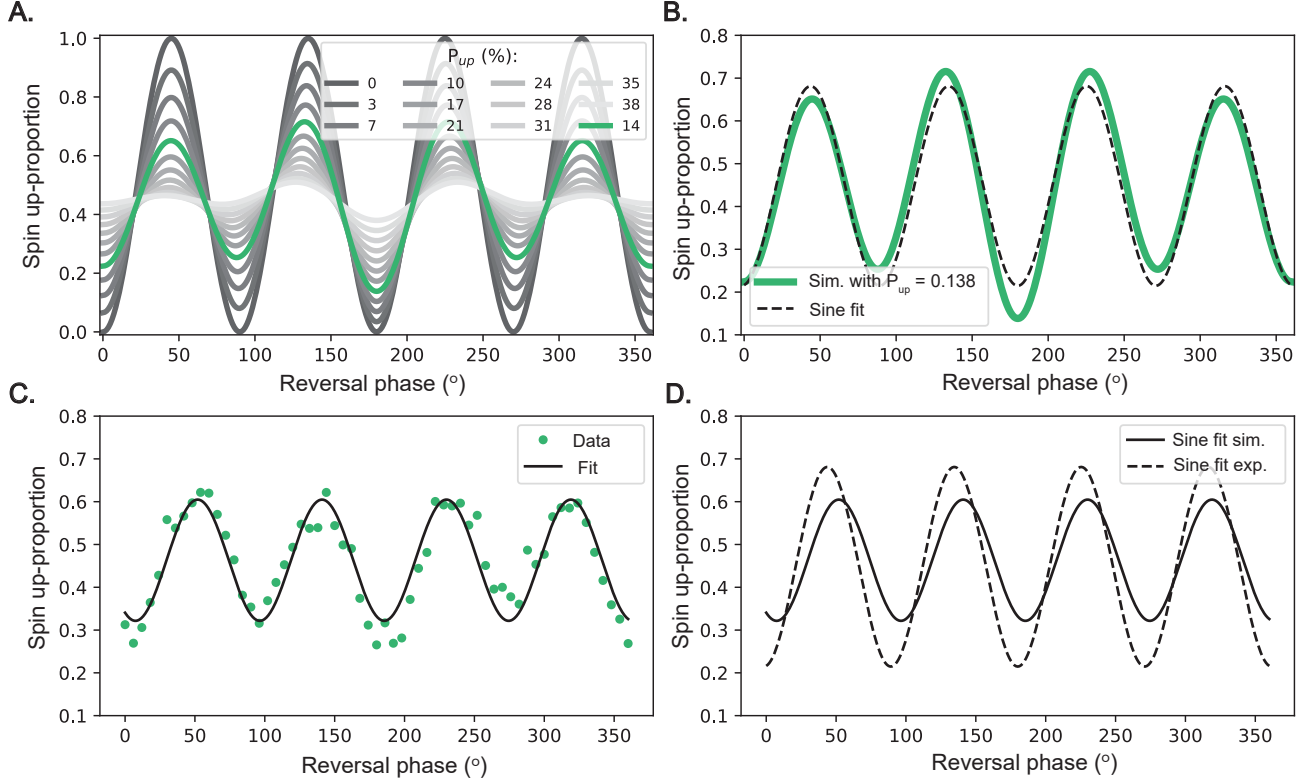 A.
Spin up-proportion
1.0
0.8
0.6
0.4
0.2
0.0
P_up (%):
0 10 24 35
3 17 28 38
7 21 31 14
0 50 100 150 200 250 300 350
Reversal phase (°)
B.
Spin up-proportion
0.8
0.7
0.6
0.5
0.4
0.3
0.2
0.1
Sim. with P_up = 0.138
Sine fit
0 50 100 150 200 250 300 350
Reversal phase (°)
C.
Spin up-proportion
0.8
0.7
0.6
0.5
0.4
0.3
0.2
0.1
Data
Fit
0 50 100 150 200 250 300 350
Reversal phase (°)
D.
Spin up-proportion
0.8
0.7
0.6
0.5
0.4
0.3
0.2
0.1
Sine fit sim.
Sine fit exp.
0 50 100 150 200 250 300 350
Reversal phase (°)